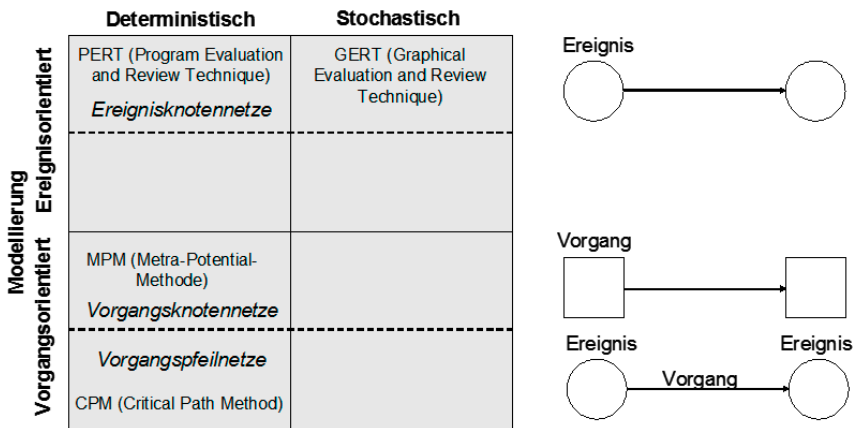 Deterministisch
Stochastisch
Modellierung
Ereignisorientiert
PERT (Program Evaluation
and Review Technique)
Ereignisknotennetze
GERT (Graphical
Evaluation and Review
Technique)
Ereignis
Vorgangsorientiert
MPM (Metra-Potential-
Methode)
Vorgangsknotennetze
Vorgang
Vorgangspfeilnetze
CPM (Critical Path Method)
Ereignis
Ereignis
Vorgang